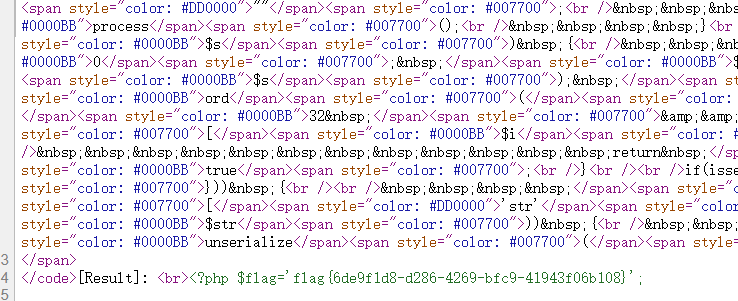 <span style="color: #DD0000">""</span><span style="color: #007700">;<br />&nbsp;&nbsp;&nbs
#0000BB">process</span><span style="color: #007700">();<br />&nbsp;&nbsp;&nbsp;&nbsp;}<br
style="color: #0000BB">$s</span><span style="color: #007700">)&nbsp;{<br />&nbsp;&nbsp;&nb
#0000BB">0</span><span style="color: #007700">;&nbsp;</span><span style="color: #0000BB">$
<span style="color: #0000BB">$s</span><span style="color: #007700">);&nbsp;</span><span
style="color: #0000BB">ord</span><span style="color: #007700">(</span><span style="color: 
</span><span style="color: #0000BB">32&nbsp;</span><span style="color: #007700">&amp;&amp;
style="color: #007700">[</span><span style="color: #0000BB">$i</span><span style="color: #
/>&nbsp;&nbsp;&nbsp;&nbsp;&nbsp;&nbsp;&nbsp;&nbsp;&nbsp;&nbsp;&nbsp;&nbsp;return&nbsp;</sp
style="color: #0000BB">true</span><span style="color: #007700">;<br />}<br /><br />if(isse
style="color: #007700">}))&nbsp;{<br /><br />&nbsp;&nbsp;&nbsp;&nbsp;</span><span
style="color: #007700">[</span><span style="color: #DD0000">'str'</span><span
style="color: #0000BB">$str</span><span style="color: #007700">))&nbsp;{<br />&nbsp;&nbsp;
style="color: #0000BB">unserialize</span><span style="color: #007700">(</span><span
3 </span>
4 </code>[Result]: <br><?php $flag='flag{6de9f1d8-d286-4269-bfc9-41943f06b108}';
5